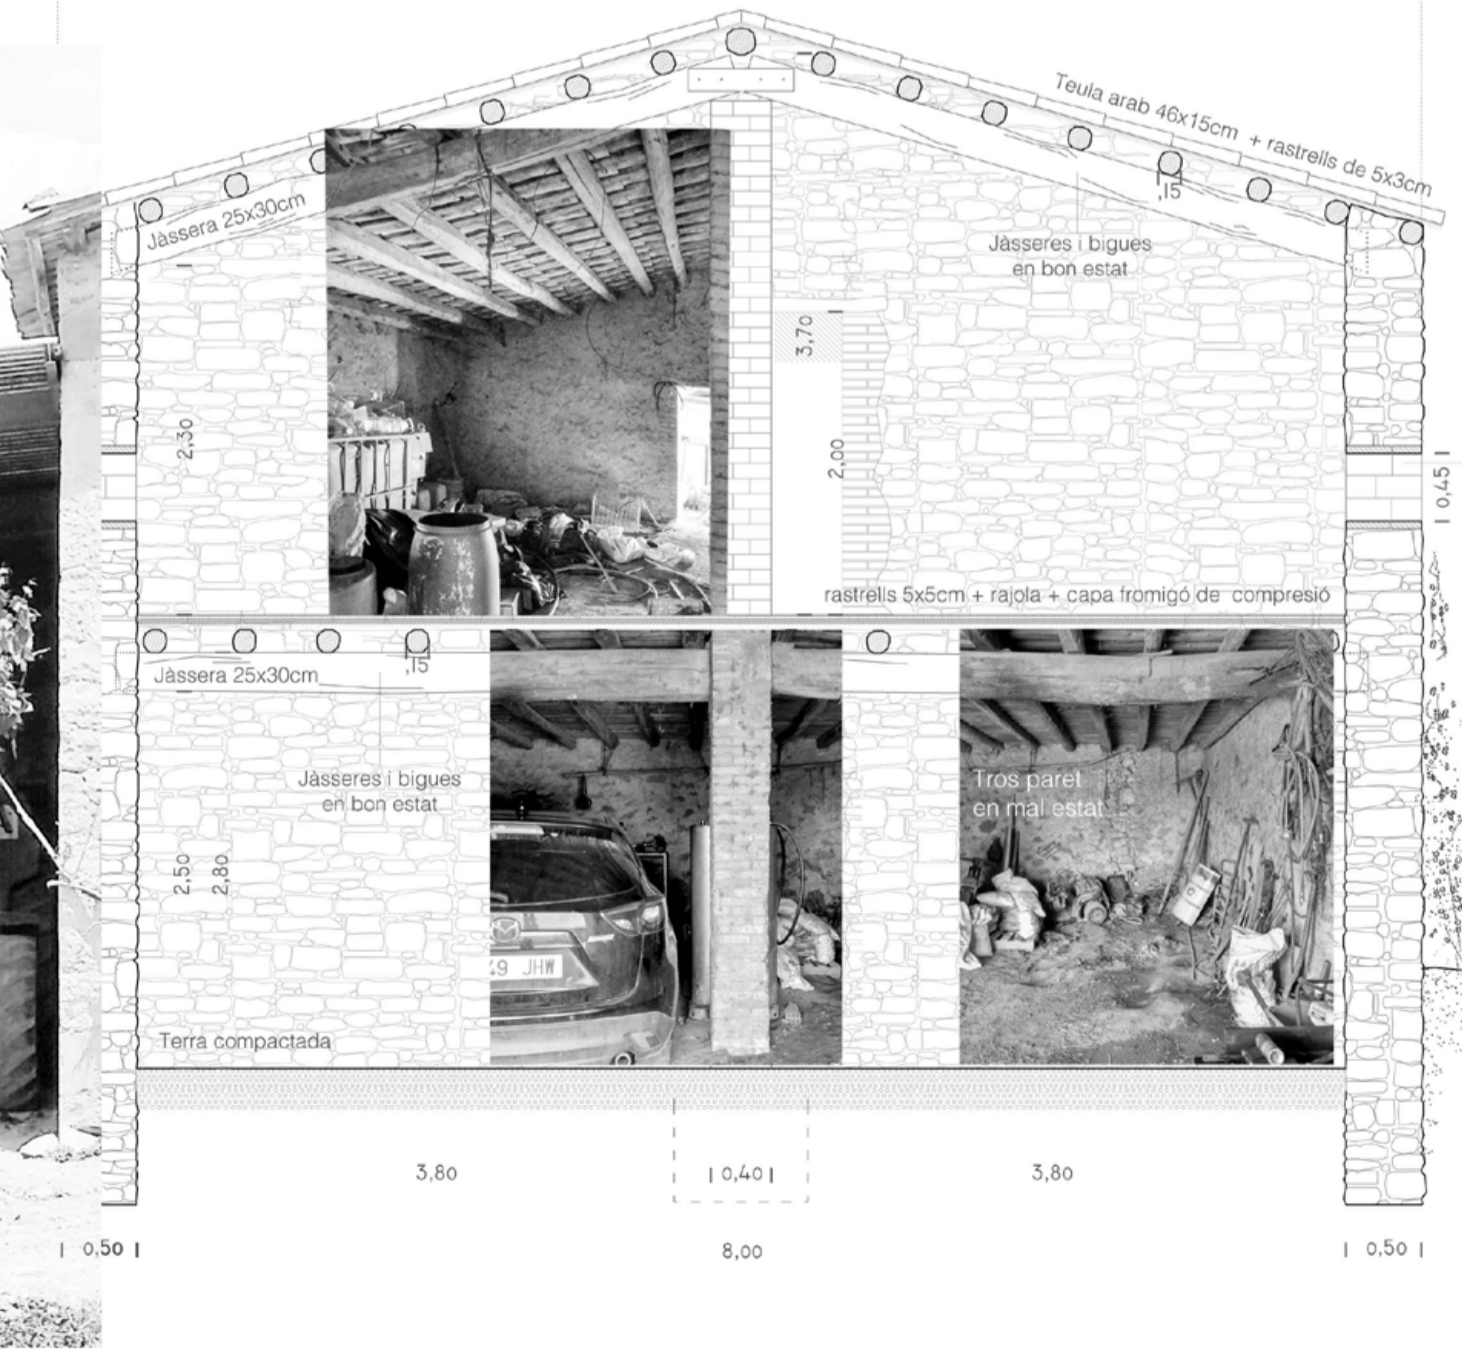 Teula arab 46x15cm + rastrells de 5x3cm
,15
Jàssera 25x30cm
Jàsseres i bigues
en bon estat
3,70
2,30
2,00
0,45
rastrells 5x5cm + rajola + capa fromigó de compresió
,15
Jàssera 25x30cm
Jàsseres i bigues
en bon estat
Tros paret
en mal estat
2,50
2,80
49 JHW
Terra compactada
3,80
0,40
3,80
0,50
8,00
0,50